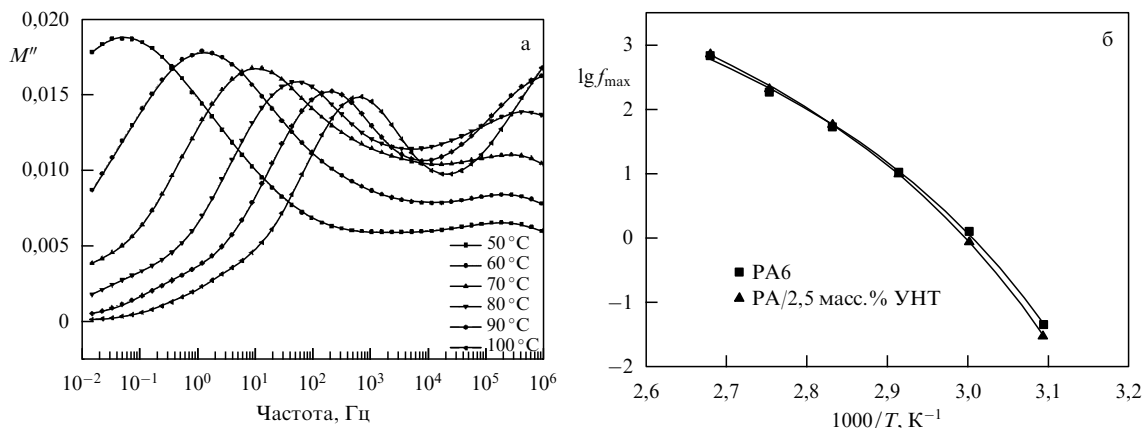 0,020
M″
а
0,015
0,010
0,005
0
50 °C
60 °C
70 °C
80 °C
90 °C
100 °C
10⁻² 10⁻¹ 10⁰ 10¹ 10² 10³ 10⁴ 10⁵ 10⁶
Частота, Гц
б
3
lg fmax
2
1
0
−1
−2
PA6
PA/2,5 масс.% УНТ
2,6 2,7 2,8 2,9 3,0 3,1 3,2
1000/T, K⁻¹